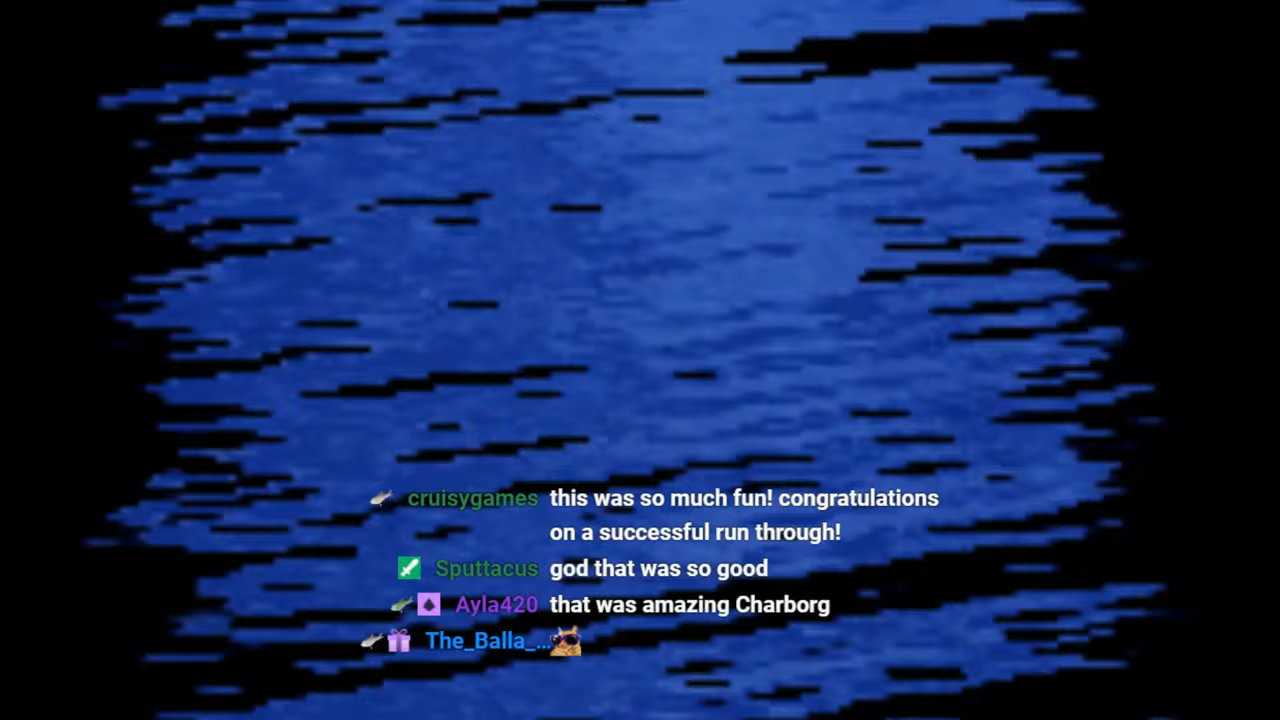 cruisygames this was so much fun! congratulations
on a successful run through!
Sputtacus god that was so good
Ayla420 that was amazing Charborg
The_Balla_...